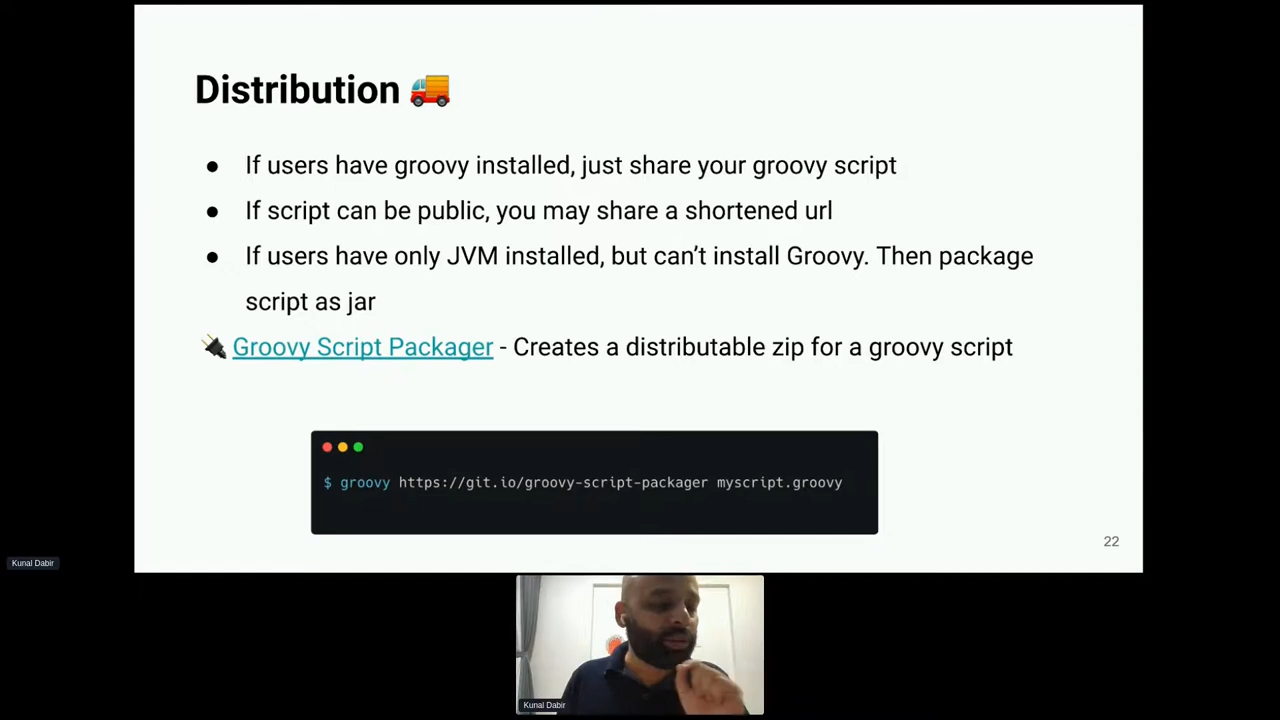 Distribution 🚚
● If users have groovy installed, just share your groovy script
● If script can be public, you may share a shortened url
● If users have only JVM installed, but can’t install Groovy. Then package
script as jar
🔌 Groovy Script Packager - Creates a distributable zip for a groovy script
$ groovy https://git.io/groovy-script-packager myscript.groovy
22
Kunal Dabir
Kunal Dabir